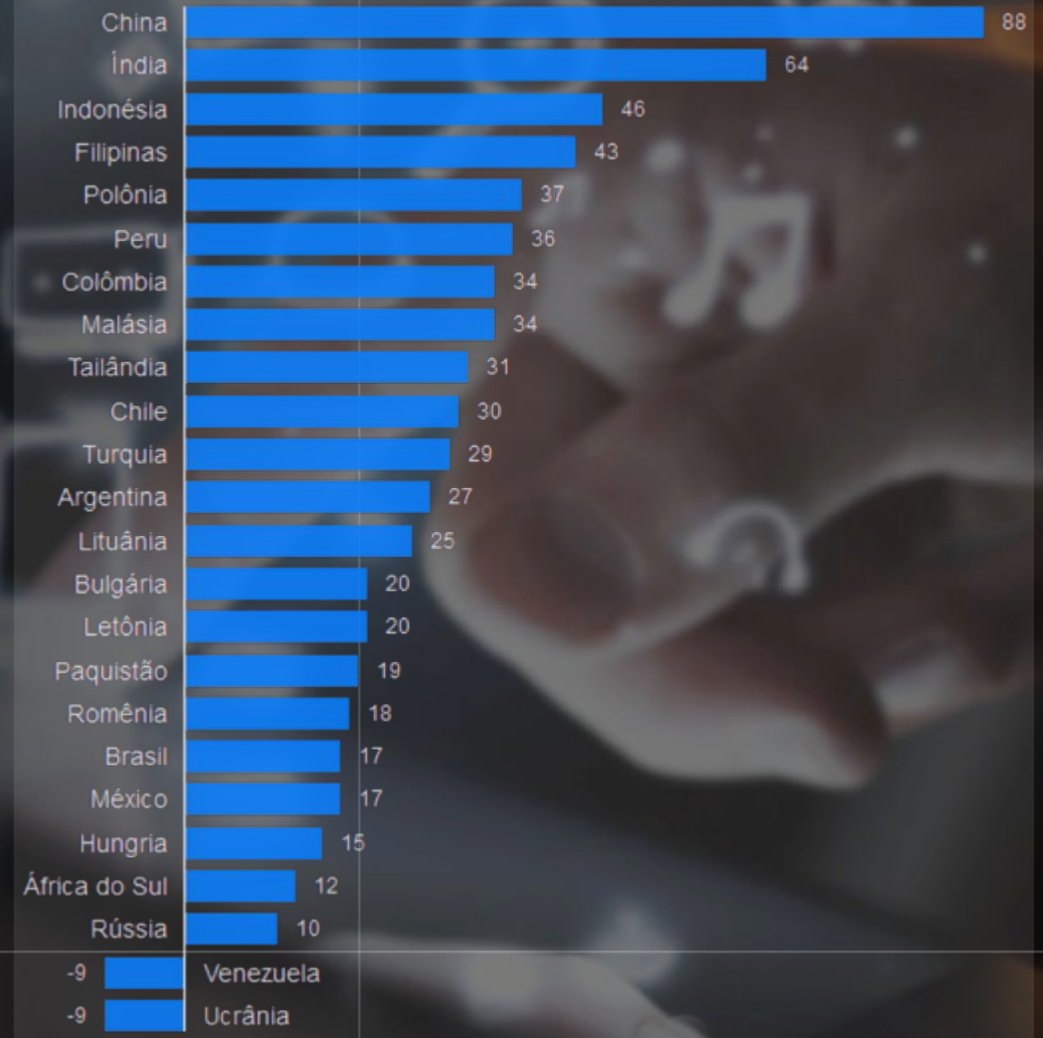 China 88
Índia 64
Indonésia 46
Filipinas 43
Polônia 37
Peru 36
Colômbia 34
Malásia 34
Tailândia 31
Chile 30
Turquia 29
Argentina 27
Lituânia 25
Bulgária 20
Letônia 20
Paquistão 19
Romênia 18
Brasil 17
México 17
Hungria 15
África do Sul 12
Rússia 10
-9 Venezuela
-9 Ucrânia